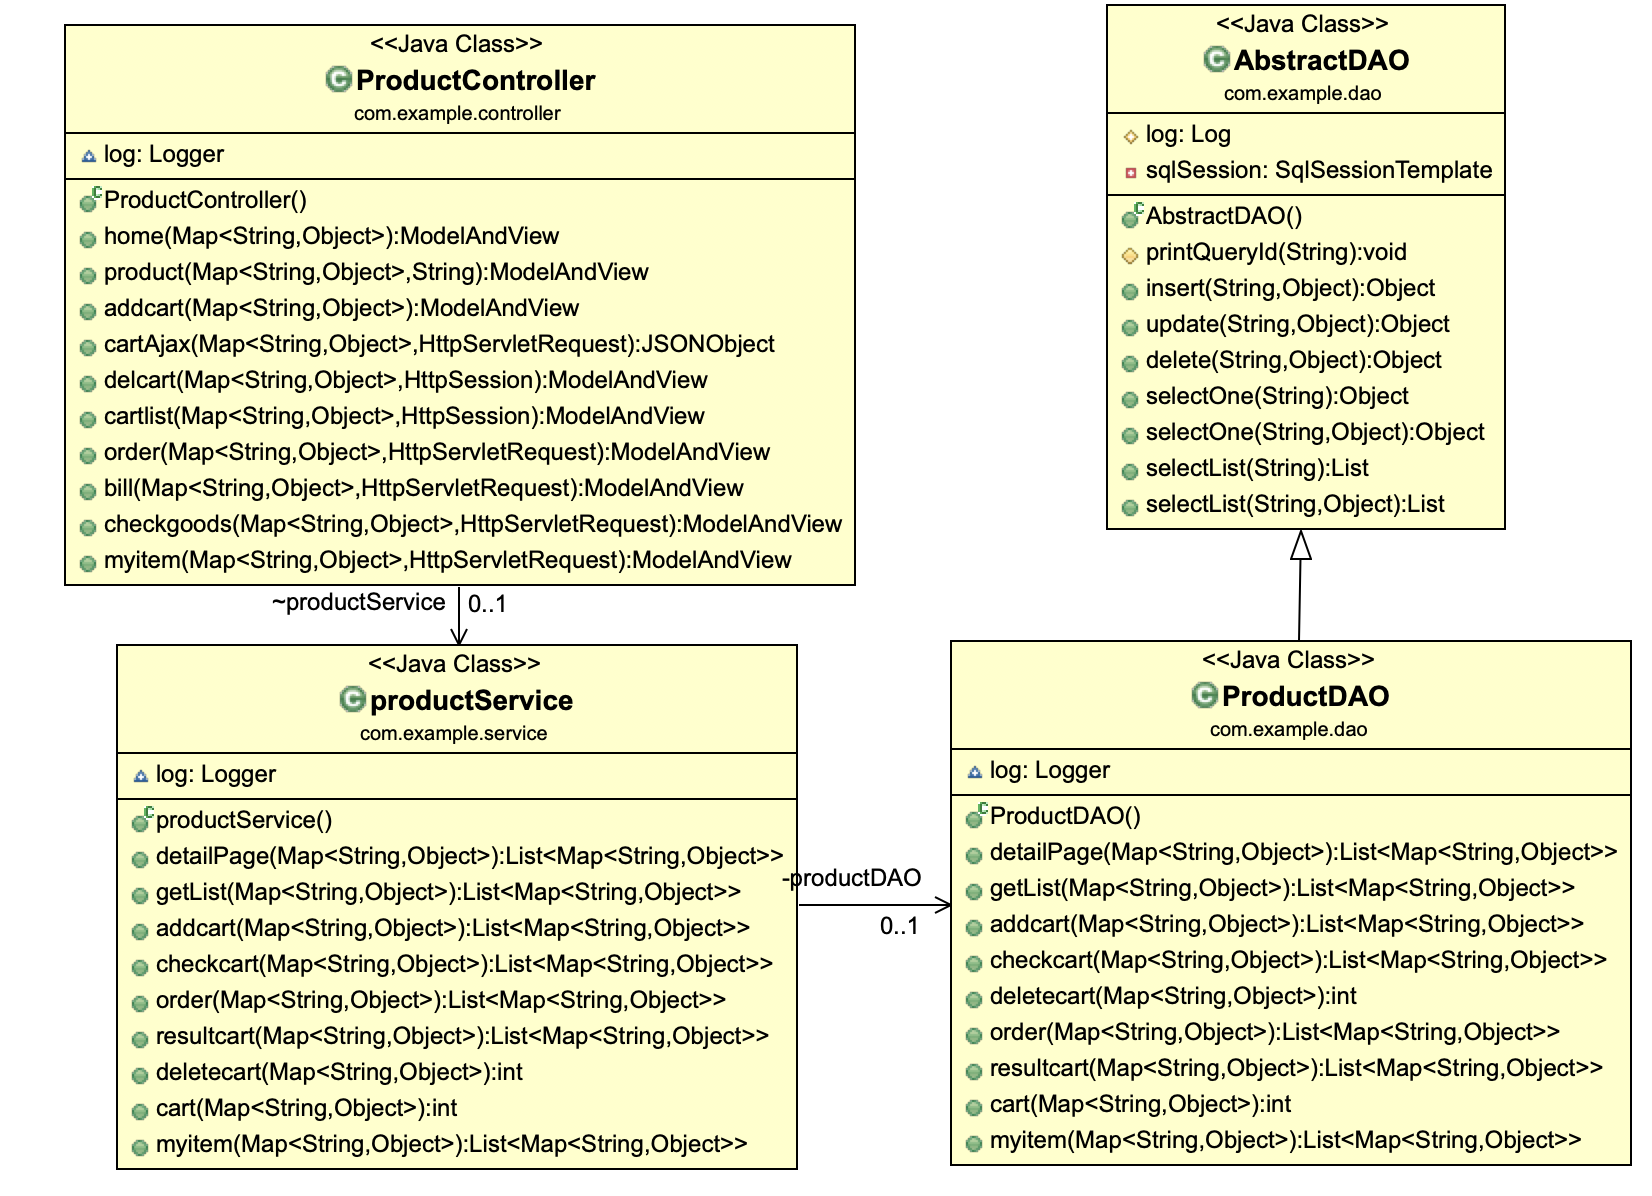 <<Java Class>>
ProductController
com.example.controller
log: Logger
ProductController()
home(Map<String,Object>):ModelAndView
product(Map<String,Object>,String):ModelAndView
addcart(Map<String,Object>):ModelAndView
cartAjax(Map<String,Object>,HttpServletRequest):JSONObject
delcart(Map<String,Object>,HttpSession):ModelAndView
cartlist(Map<String,Object>,HttpSession):ModelAndView
order(Map<String,Object>,HttpServletRequest):ModelAndView
bill(Map<String,Object>,HttpServletRequest):ModelAndView
checkgoods(Map<String,Object>,HttpServletRequest):ModelAndView
myitem(Map<String,Object>,HttpServletRequest):ModelAndView
<<Java Class>>
AbstractDAO
com.example.dao
log: Log
sqlSession: SqlSessionTemplate
AbstractDAO()
printQueryId(String):void
insert(String,Object):Object
update(String,Object):Object
delete(String,Object):Object
selectOne(String):Object
selectOne(String,Object):Object
selectList(String):List
selectList(String,Object):List
~productService 0..1
<<Java Class>>
productService
com.example.service
log: Logger
productService()
detailPage(Map<String,Object>):List<Map<String,Object>>
getList(Map<String,Object>):List<Map<String,Object>>
addcart(Map<String,Object>):List<Map<String,Object>>
checkcart(Map<String,Object>):List<Map<String,Object>>
order(Map<String,Object>):List<Map<String,Object>>
resultcart(Map<String,Object>):List<Map<String,Object>>
deletecart(Map<String,Object>):int
cart(Map<String,Object>):int
myitem(Map<String,Object>):List<Map<String,Object>>
-productDAO
0..1
<<Java Class>>
ProductDAO
com.example.dao
log: Logger
ProductDAO()
detailPage(Map<String,Object>):List<Map<String,Object>>
getList(Map<String,Object>):List<Map<String,Object>>
addcart(Map<String,Object>):List<Map<String,Object>>
checkcart(Map<String,Object>):List<Map<String,Object>>
deletecart(Map<String,Object>):int
order(Map<String,Object>):List<Map<String,Object>>
resultcart(Map<String,Object>):List<Map<String,Object>>
cart(Map<String,Object>):int
myitem(Map<String,Object>):List<Map<String,Object>>